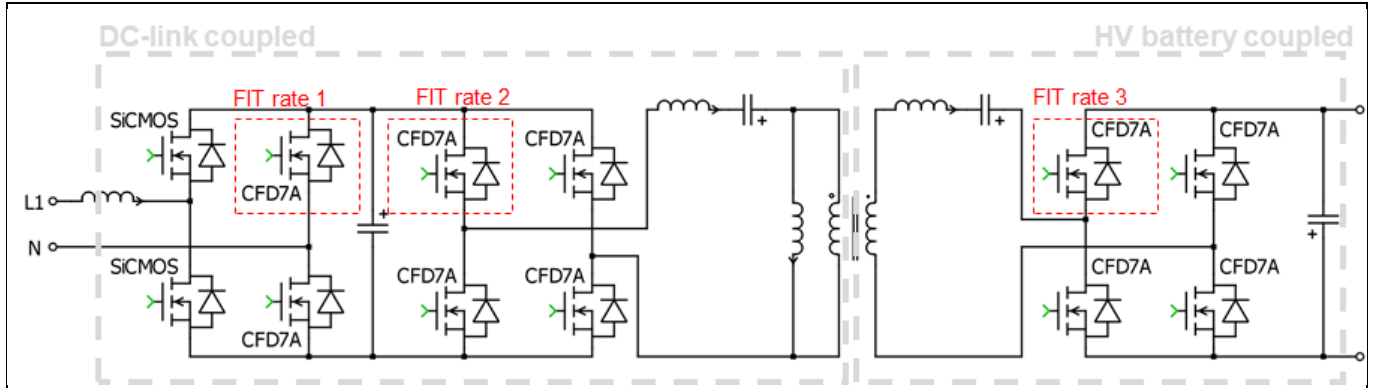 DC-link coupled
HV battery coupled
FIT rate 1
FIT rate 2
FIT rate 3
SiCMOS
CFD7A
CFD7A
CFD7A
CFD7A
CFD7A
L1
N
SiCMOS
CFD7A
CFD7A
CFD7A
CFD7A
CFD7A
CFD7A